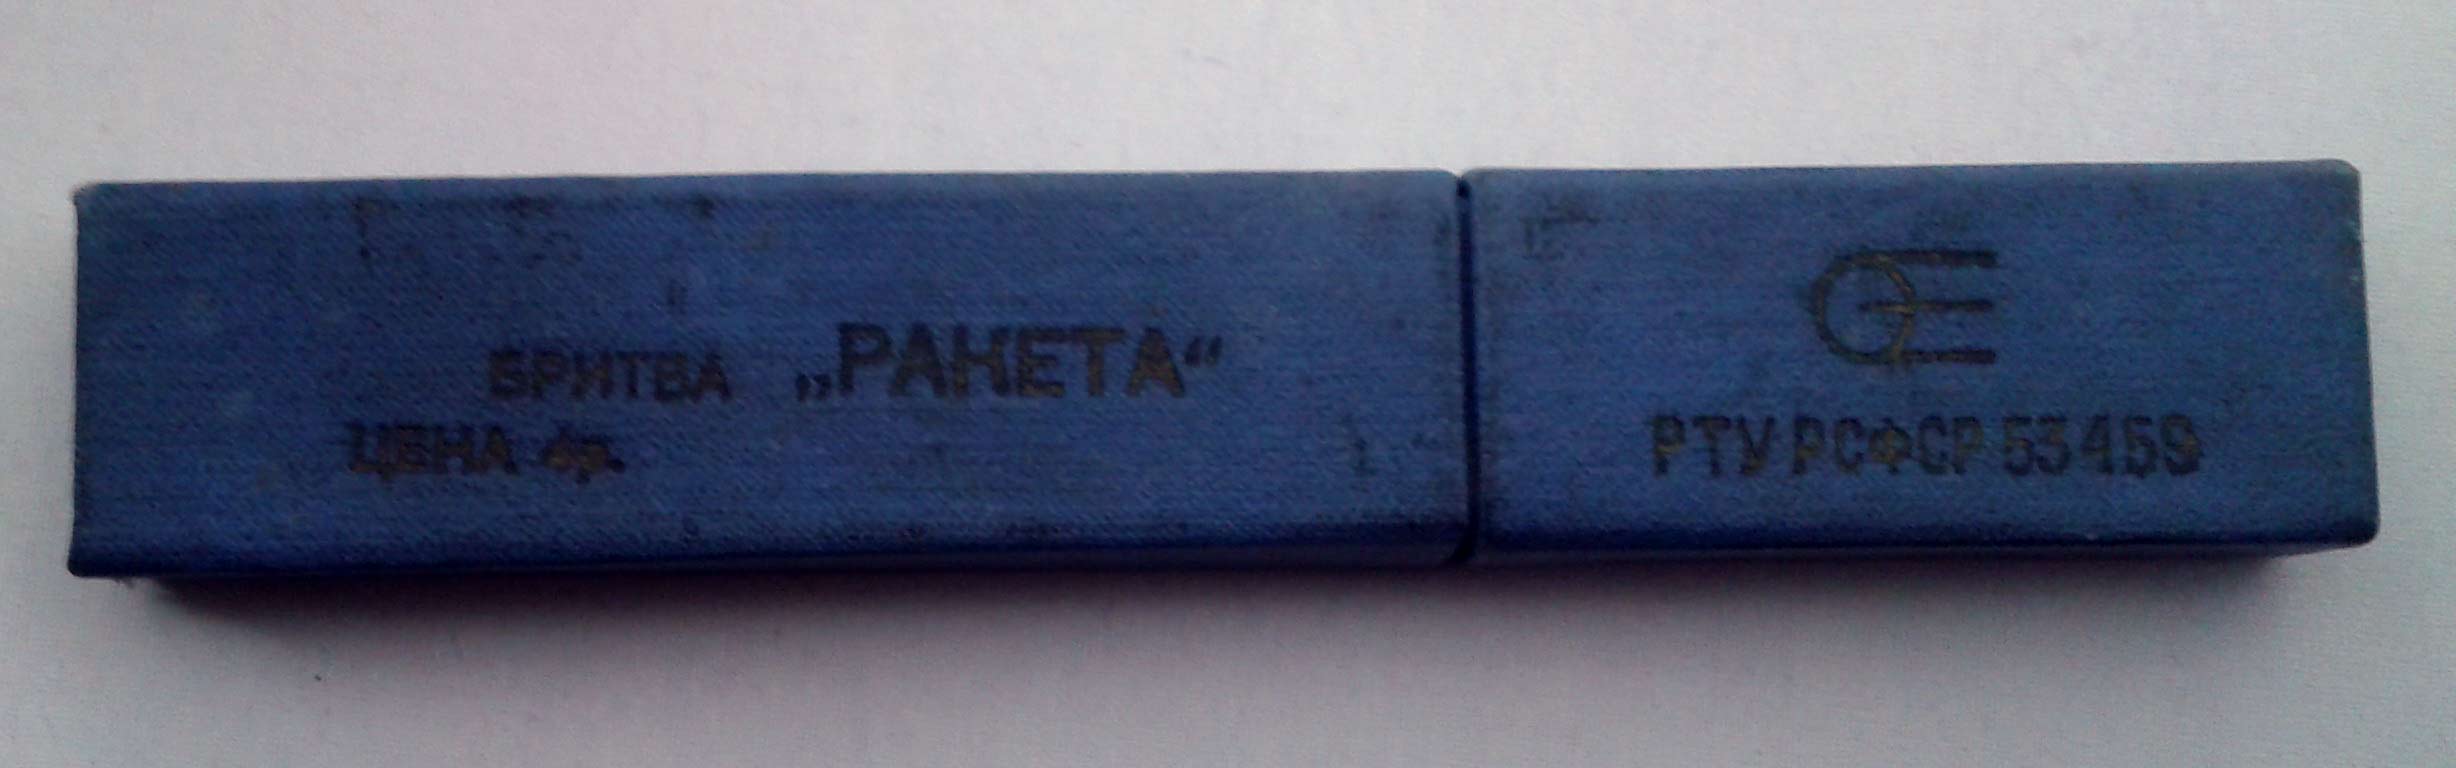 БРИТВА „РАКЕТА“
ЦЕНА 4р.
РТУ РСФСР 53459